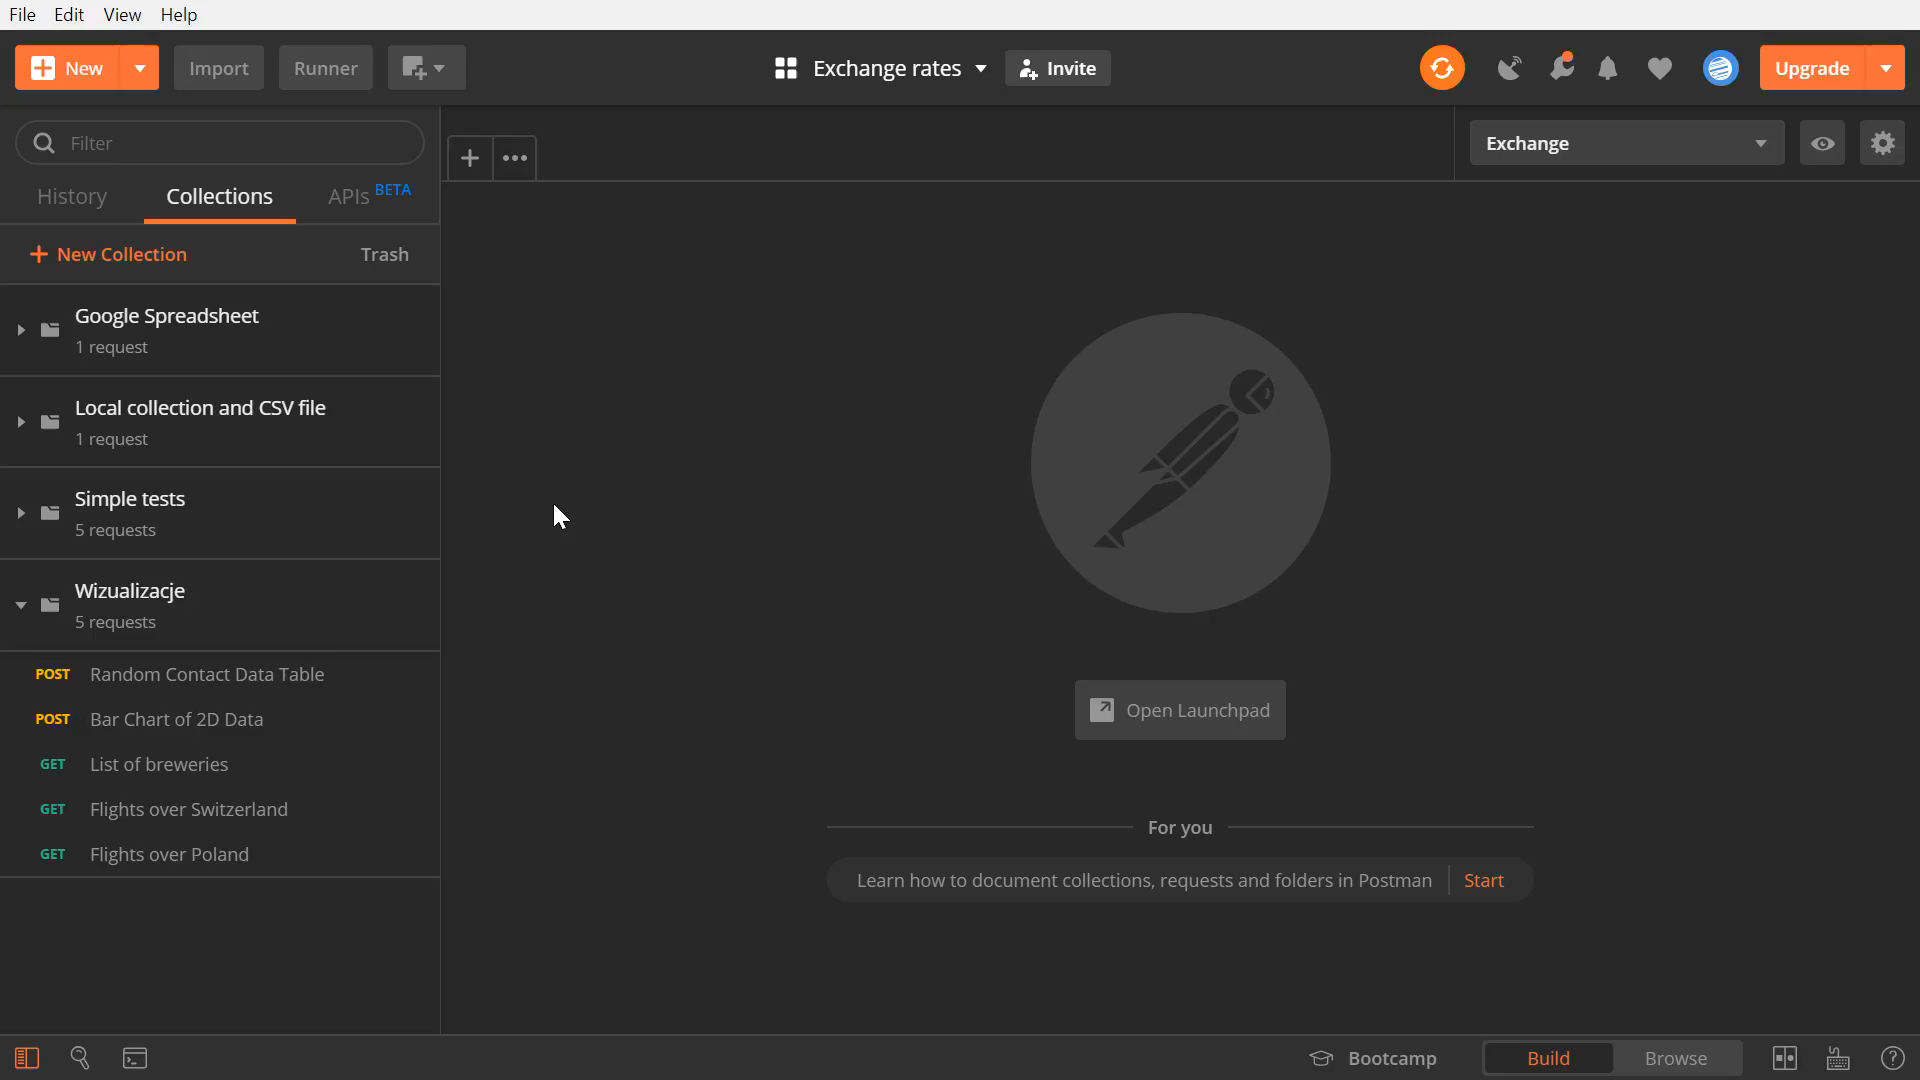 File Edit View Help
New Import Runner Exchange rates Invite Upgrade
Filter
Exchange
History Collections APIs BETA
+ New Collection Trash
Google Spreadsheet
1 request
Local collection and CSV file
1 request
Simple tests
5 requests
Wizualizacje
5 requests
POST Random Contact Data Table
POST Bar Chart of 2D Data
GET List of breweries
GET Flights over Switzerland
GET Flights over Poland
Open Launchpad
For you
Learn how to document collections, requests and folders in Postman Start
Bootcamp Build Browse